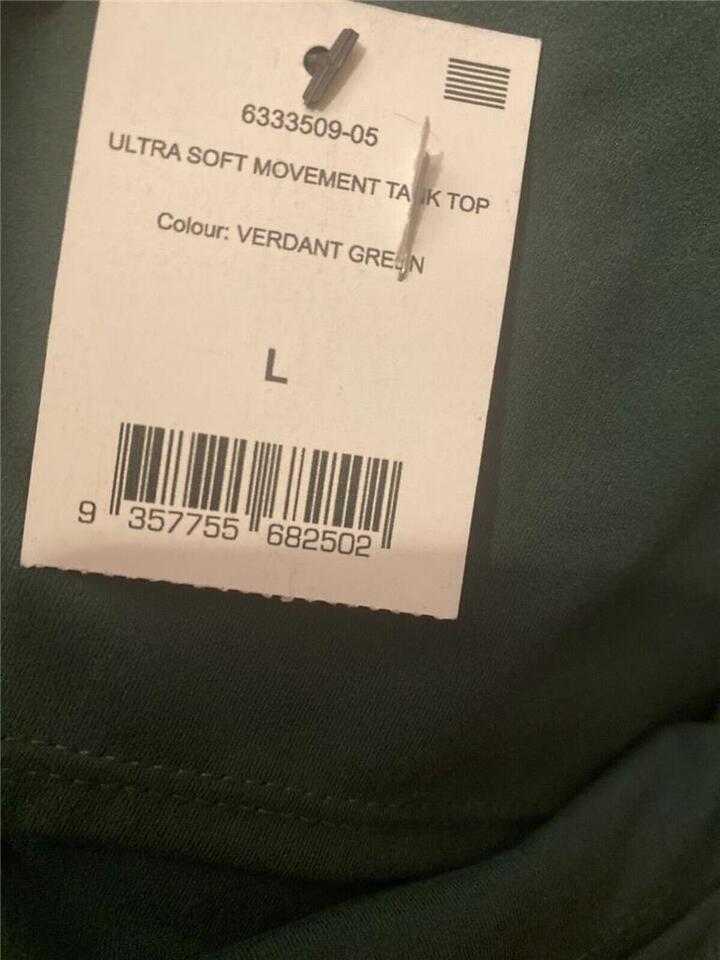 6333509-05
ULTRA SOFT MOVEMENT TANK TOP
Colour: VERDANT GREEN
L
9 357755 682502